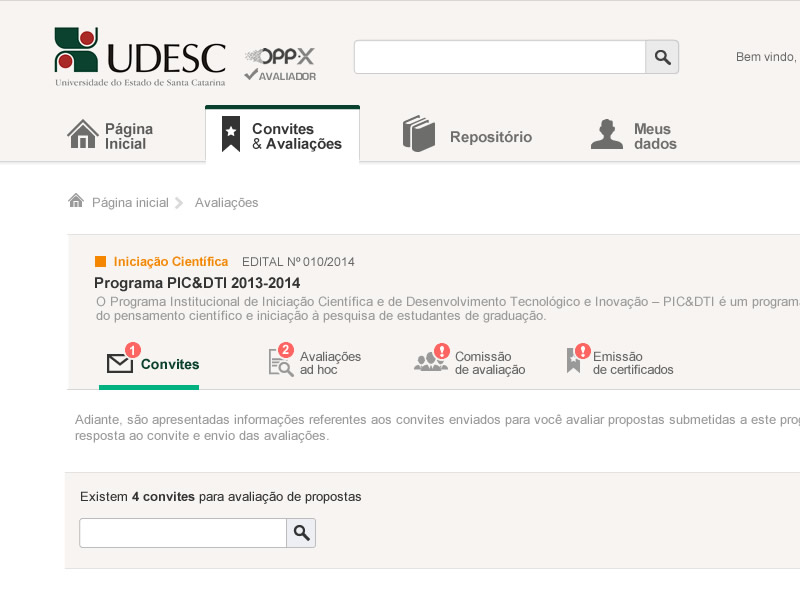 UDESC
Universidade do Estado de Santa Catarina
OPP-X
AVALIADOR
Bem vindo,
Página
Inicial
Convites
& Avaliações
Repositório
Meus
dados
Página inicial
Avaliações
Iniciação Científica EDITAL Nº 010/2014
Programa PIC&DTI 2013-2014
O Programa Institucional de Iniciação Científica e de Desenvolvimento Tecnológico e Inovação – PIC&DTI é um programa
do pensamento científico e iniciação à pesquisa de estudantes de graduação.
1
Convites
2
Avaliações
ad hoc
!
Comissão
de avaliação
!
Emissão
de certificados
Adiante, são apresentadas informações referentes aos convites enviados para você avaliar propostas submetidas a este prog
resposta ao convite e envio das avaliações.
Existem 4 convites para avaliação de propostas